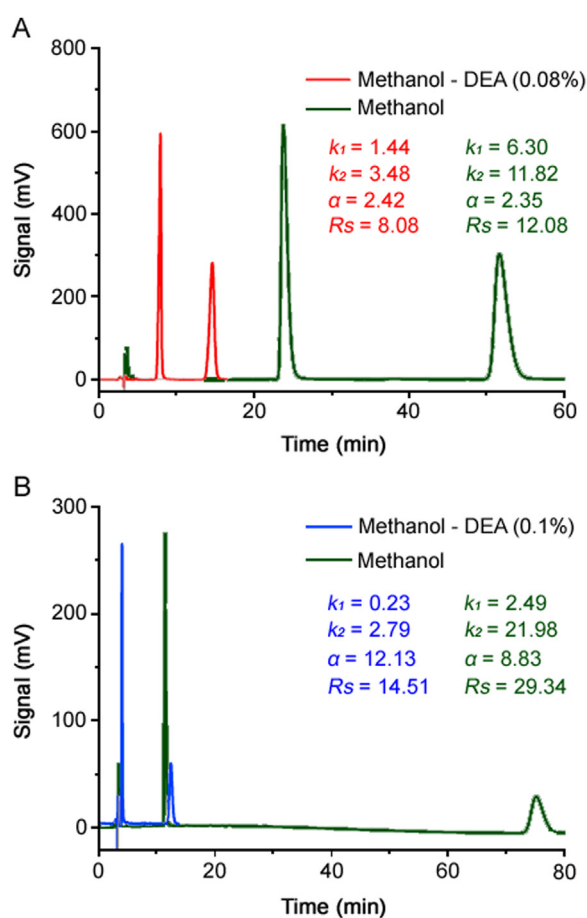 A
800
600
400
200
0
Signal (mV)
Methanol - DEA (0.08%)
Methanol
k₁ = 1.44 k₁ = 6.30
k₂ = 3.48 k₂ = 11.82
α = 2.42 α = 2.35
Rs = 8.08 Rs = 12.08
0 20 40 60
Time (min)
B
300
200
100
0
Signal (mV)
Methanol - DEA (0.1%)
Methanol
k₁ = 0.23 k₁ = 2.49
k₂ = 2.79 k₂ = 21.98
α = 12.13 α = 8.83
Rs = 14.51 Rs = 29.34
0 20 40 60 80
Time (min)